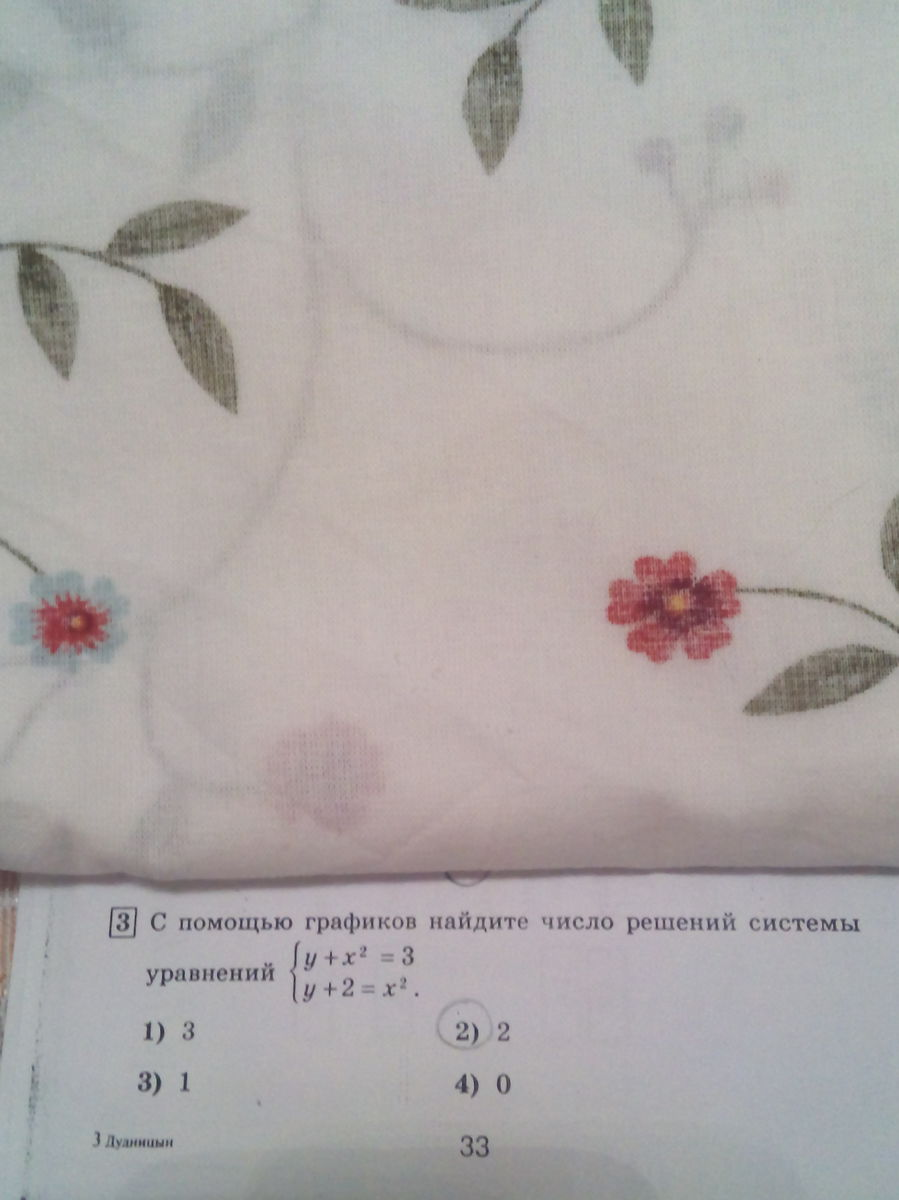 3 С помощью графиков найдите число решений системы
уравнений { y + x² = 3
y + 2 = x².
1) 3 2) 2
3) 1 4) 0
3 Дудницын 33